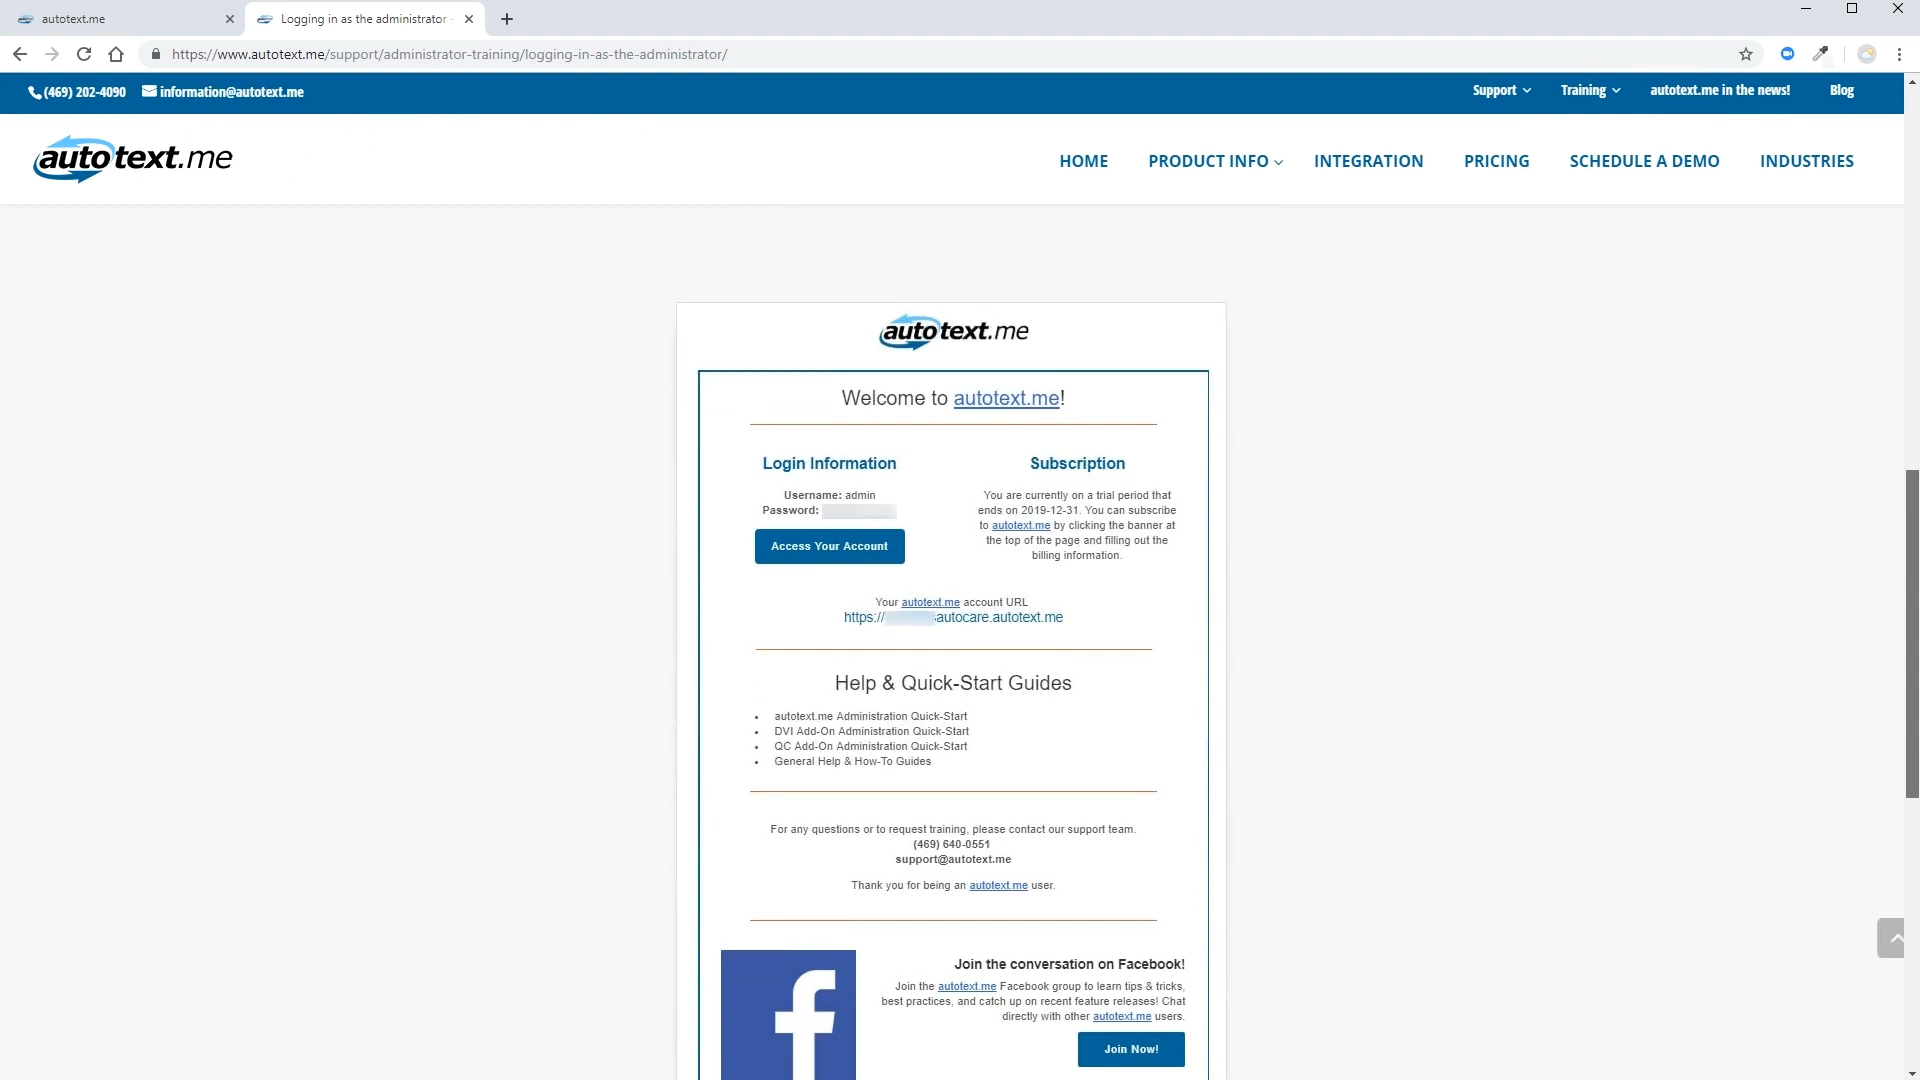 autotext.me
Logging in as the administrator -
https://www.autotext.me/support/administrator-training/logging-in-as-the-administrator/
(469) 202-4090
information@autotext.me
Support
Training
autotext.me in the news!
Blog
autotext.me
HOME
PRODUCT INFO
INTEGRATION
PRICING
SCHEDULE A DEMO
INDUSTRIES
autotext.me
Welcome to autotext.me!
Login Information
Username: admin
Password:
Access Your Account
Subscription
You are currently on a trial period that
ends on 2019-12-31. You can subscribe
to autotext.me by clicking the banner at
the top of the page and filling out the
billing information.
Your autotext.me account URL
https:// autocare.autotext.me
Help & Quick-Start Guides
• autotext.me Administration Quick-Start
• DVI Add-On Administration Quick-Start
• QC Add-On Administration Quick-Start
• General Help & How-To Guides
For any questions or to request training, please contact our support team.
(469) 640-0551
support@autotext.me
Thank you for being an autotext.me user.
f
Join the conversation on Facebook!
Join the autotext.me Facebook group to learn tips & tricks,
best practices, and catch up on recent feature releases! Chat
directly with other autotext.me users.
Join Now!